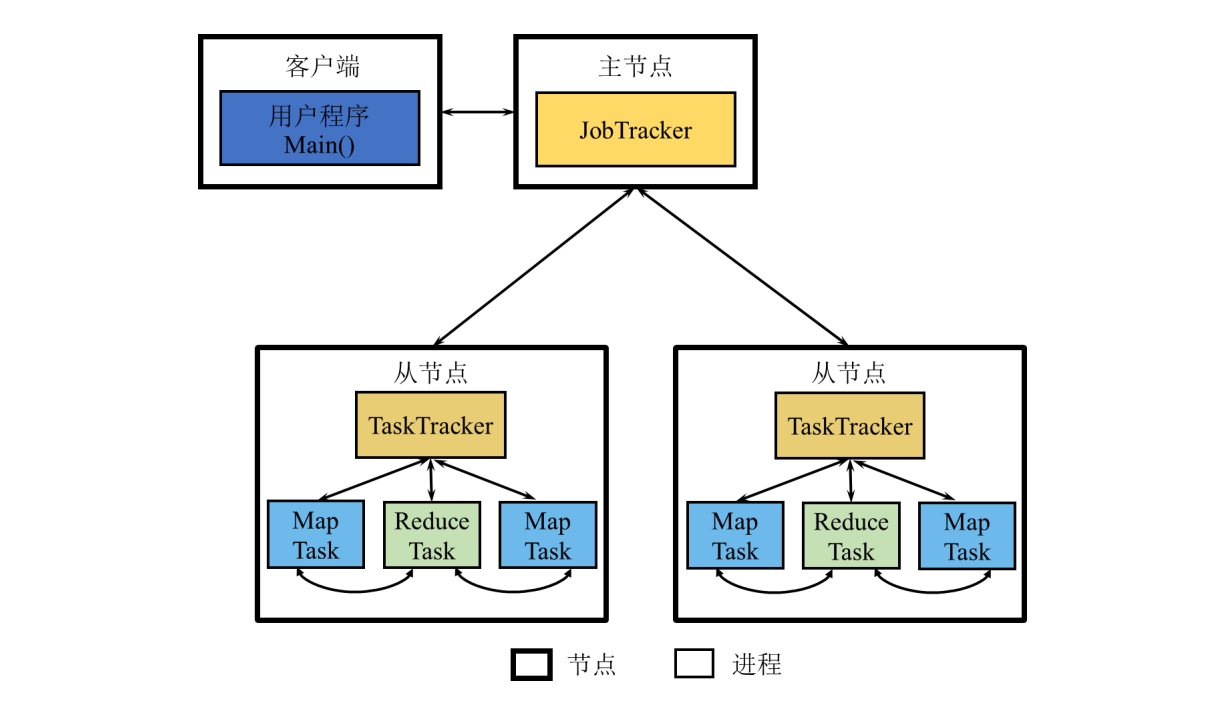 客户端
用户程序
Main()
主节点
JobTracker
从节点
TaskTracker
Map
Task
Reduce
Task
Map
Task
从节点
TaskTracker
Map
Task
Reduce
Task
Map
Task
节点
进程